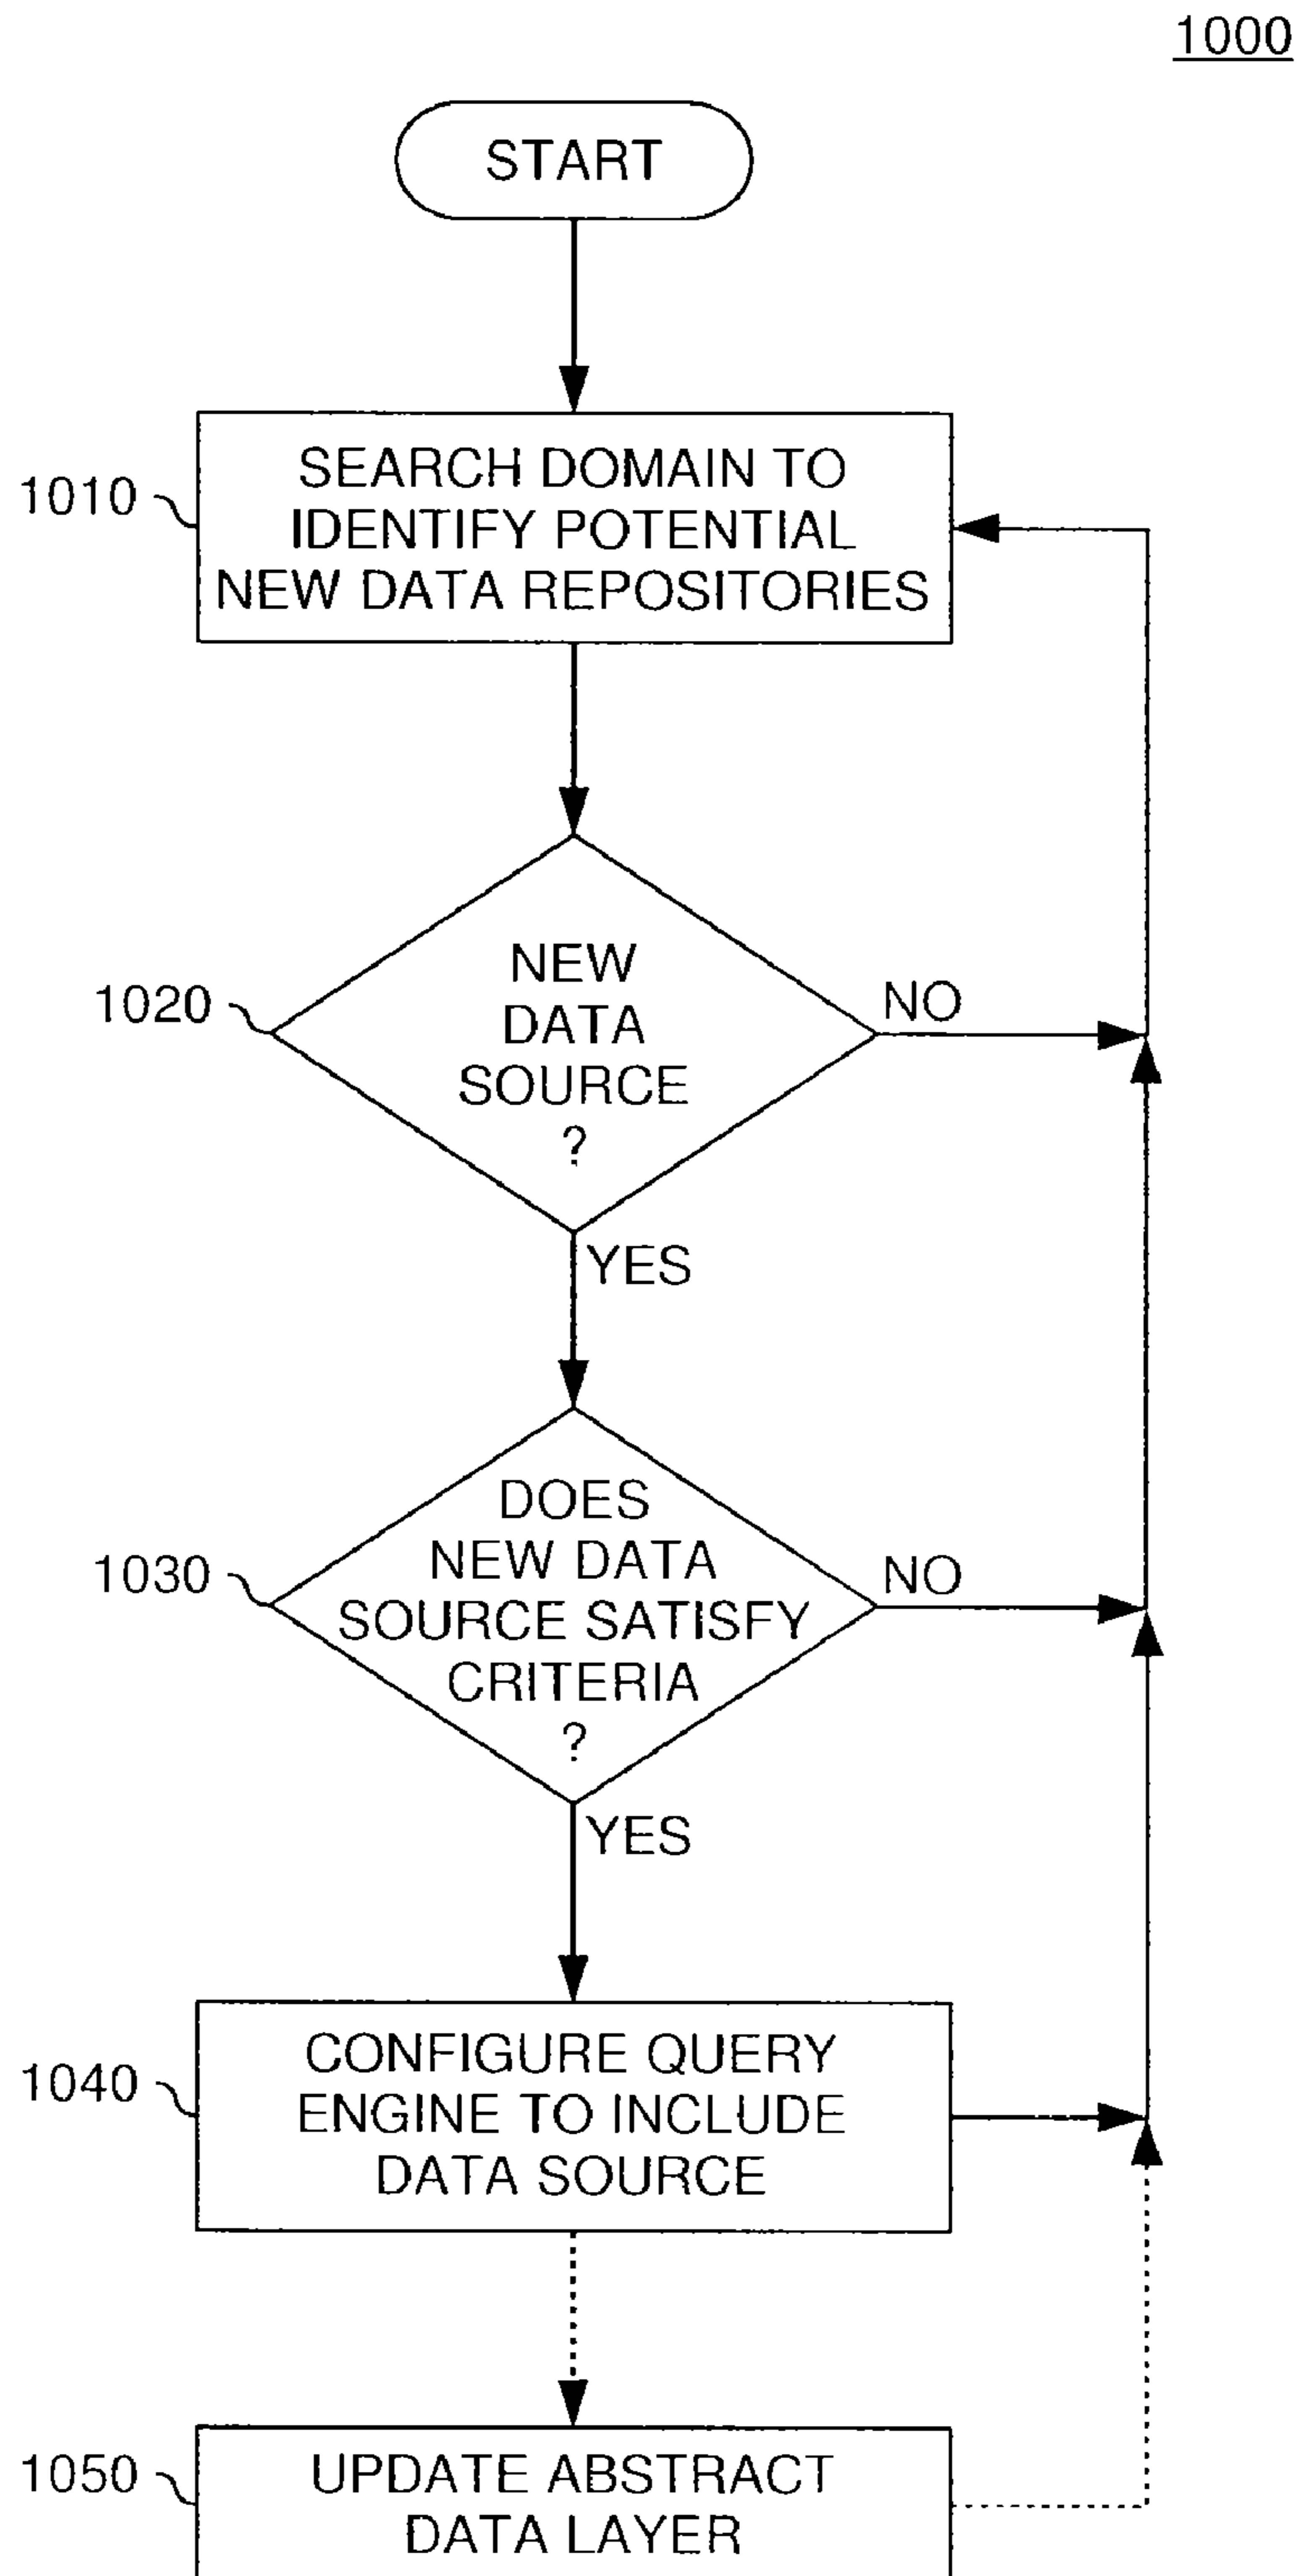 1000
START
1010
SEARCH DOMAIN TO
IDENTIFY POTENTIAL
NEW DATA REPOSITORIES
1020
NEW
DATA
SOURCE
?
NO
YES
1030
DOES
NEW DATA
SOURCE SATISFY
CRITERIA
?
NO
YES
1040
CONFIGURE QUERY
ENGINE TO INCLUDE
DATA SOURCE
1050
UPDATE ABSTRACT
DATA LAYER